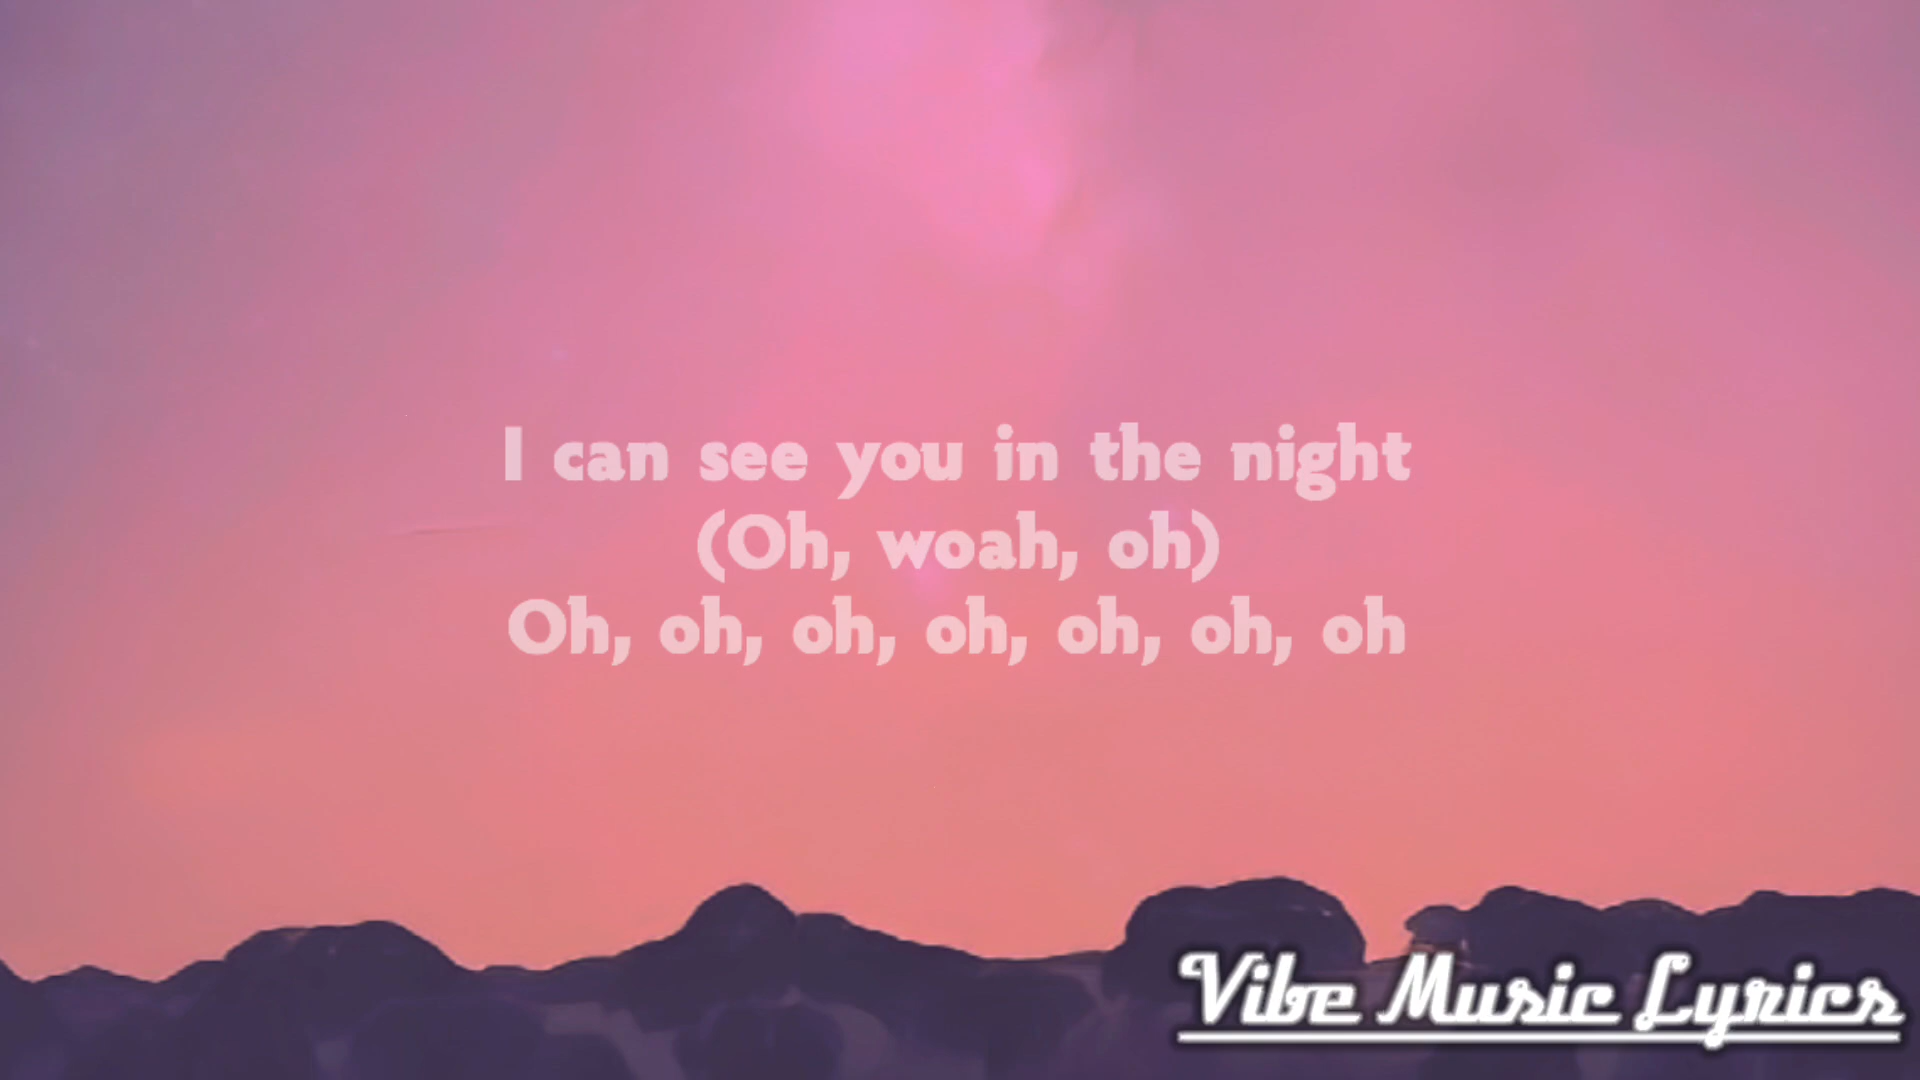 I can see you in the night
(Oh, woah, oh)
Oh, oh, oh, oh, oh, oh, oh
Vibe Music Lyrics